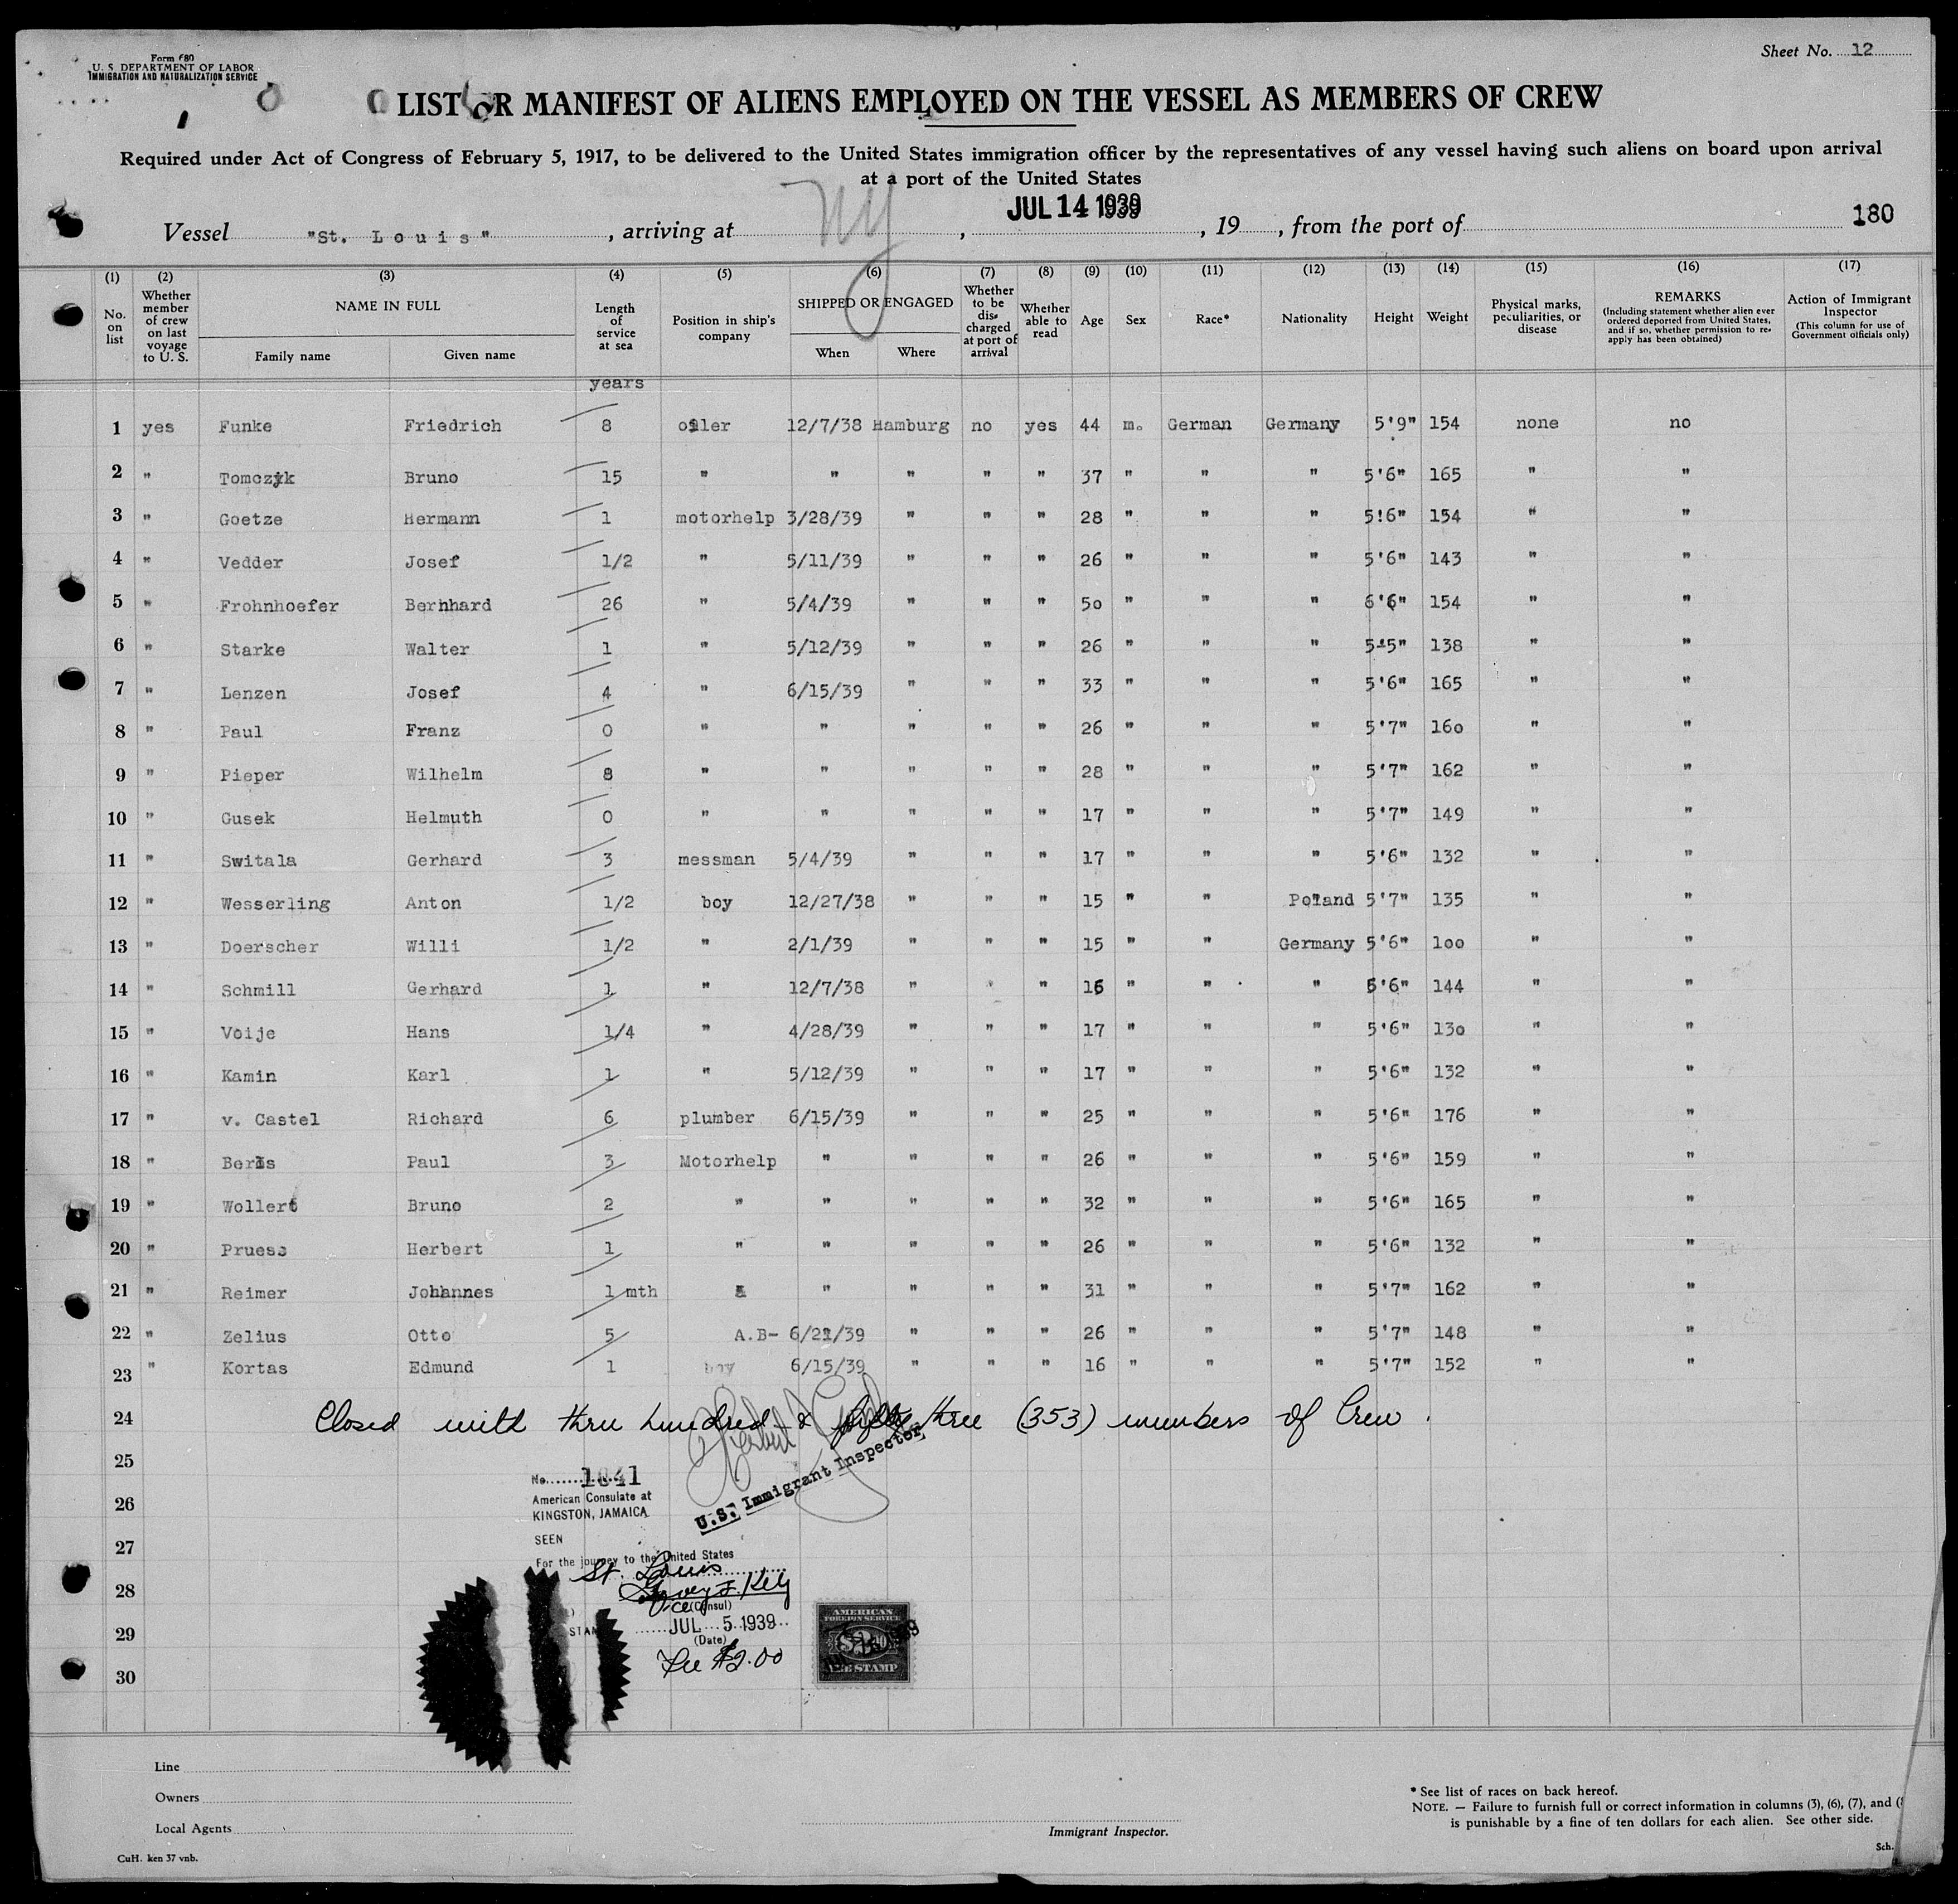 Form 680
U. S. DEPARTMENT OF LABOR
IMMIGRATION AND NATURALIZATION SERVICE
Sheet No. 12
LIST OR MANIFEST OF ALIENS EMPLOYED ON THE VESSEL AS MEMBERS OF CREW
Required under Act of Congress of February 5, 1917, to be delivered to the United States immigration officer by the representatives of any vessel having such aliens on board upon arrival
at a port of the United States
Vessel "St. Louis" , arriving at NY , JUL 14 1939 , 19 , from the port of 180
(1) (2) (3) (4) (5) (6) (7) (8) (9) (10) (11) (12) (13) (14) (15) (16) (17)
No. on list
Whether member of crew on last voyage to U. S.
NAME IN FULL
Family name Given name
Length of service at sea
Position in ship's company
SHIPPED OR ENGAGED
When Where
Whether to be discharged at port of arrival
Whether able to read
Age
Sex
Race*
Nationality
Height
Weight
Physical marks, peculiarities, or disease
REMARKS
(Including statement whether alien ever ordered deported from United States, and if so, whether permission to reapply has been obtained)
Action of Immigrant Inspector
(This column for use of Government officials only)
years
1 yes Funke Friedrich 8 oiler 12/7/38 Hamburg no yes 44 m. German Germany 5'9" 154 none no
2 " Tomczyk Bruno 15 " " " " " 37 " " " 5'6" 165 " "
3 " Goetze Hermann 1 motorhelp 3/28/39 " " " 28 " " " 5!6" 154 " "
4 " Vedder Josef 1/2 " 5/11/39 " " " 26 " " " 5'6" 143 " "
5 " Frohnhoefer Bernhard 26 " 5/4/39 " " " 50 " " " 6'6" 154 " "
6 " Starke Walter 1 " 5/12/39 " " " 26 " " " 5-5" 138 " "
7 " Lenzen Josef 4 " 6/15/39 " " " 33 " " " 5'6" 165 " "
8 " Paul Franz 0 " " " " " 26 " " " 5'7" 160 " "
9 " Pieper Wilhelm 8 " " " " " 28 " " " 5'7" 162 " "
10 " Gusek Helmuth 0 " " " " " 17 " " " 5'7" 149 " "
11 " Switala Gerhard 3 messman 5/4/39 " " " 17 " " " 5'6" 132 " "
12 " Wesserling Anton 1/2 boy 12/27/38 " " " 15 " " Poland 5'7" 135 " "
13 " Doerscher Willi 1/2 " 2/1/39 " " " 15 " " Germany 5'6" 100 " "
14 " Schmill Gerhard 1 " 12/7/38 " " " 16 " " " 5'6" 144 " "
15 " Voije Hans 1/4 " 4/28/39 " " " 17 " " " 5'6" 130 " "
16 " Kamin Karl 1 " 5/12/39 " " " 17 " " " 5'6" 132 " "
17 " v. Castel Richard 6 plumber 6/15/39 " " " 25 " " " 5'6" 176 " "
18 " Paul 3 Motorhelp " " " " 26 " " " 5'6" 159 " "
19 " Wollert Bruno 2 " " " " " 32 " " " 5'6" 165 " "
20 " Pruess Herbert 1 " " " " " 26 " " " 5'6" 132 " "
21 " Reimer Johannes 1 mth " " " " 31 " " " 5'7" 162 " "
22 " Zelius Otto 5 A.B- 6/21/39 " " " 26 " " " 5'7" 148 " "
23 " Kortas Edmund 1 boy 6/15/39 " " " 16 " " " 5'7" 152 " "
24 Closed with three hundred & fifty three (353) members of Crew.
25
26
27
28
29
30
U.S. Immigrant Inspector
No. 1841
American Consulate at
KINGSTON, JAMAICA
SEEN
For the journey to the United States
St. Louis
Vice (Consul)
JUL 5 1939
(Date)
Fee $2.00
AMERICAN
FOREIGN SERVICE
$2.00
FEE STAMP
Line
Owners
Local Agents
CuH. ken 37 vnb.
Immigrant Inspector.
* See list of races on back hereof.
NOTE. — Failure to furnish full or correct information in columns (3), (6), (7), and
is punishable by a fine of ten dollars for each alien. See other side.
Sch.